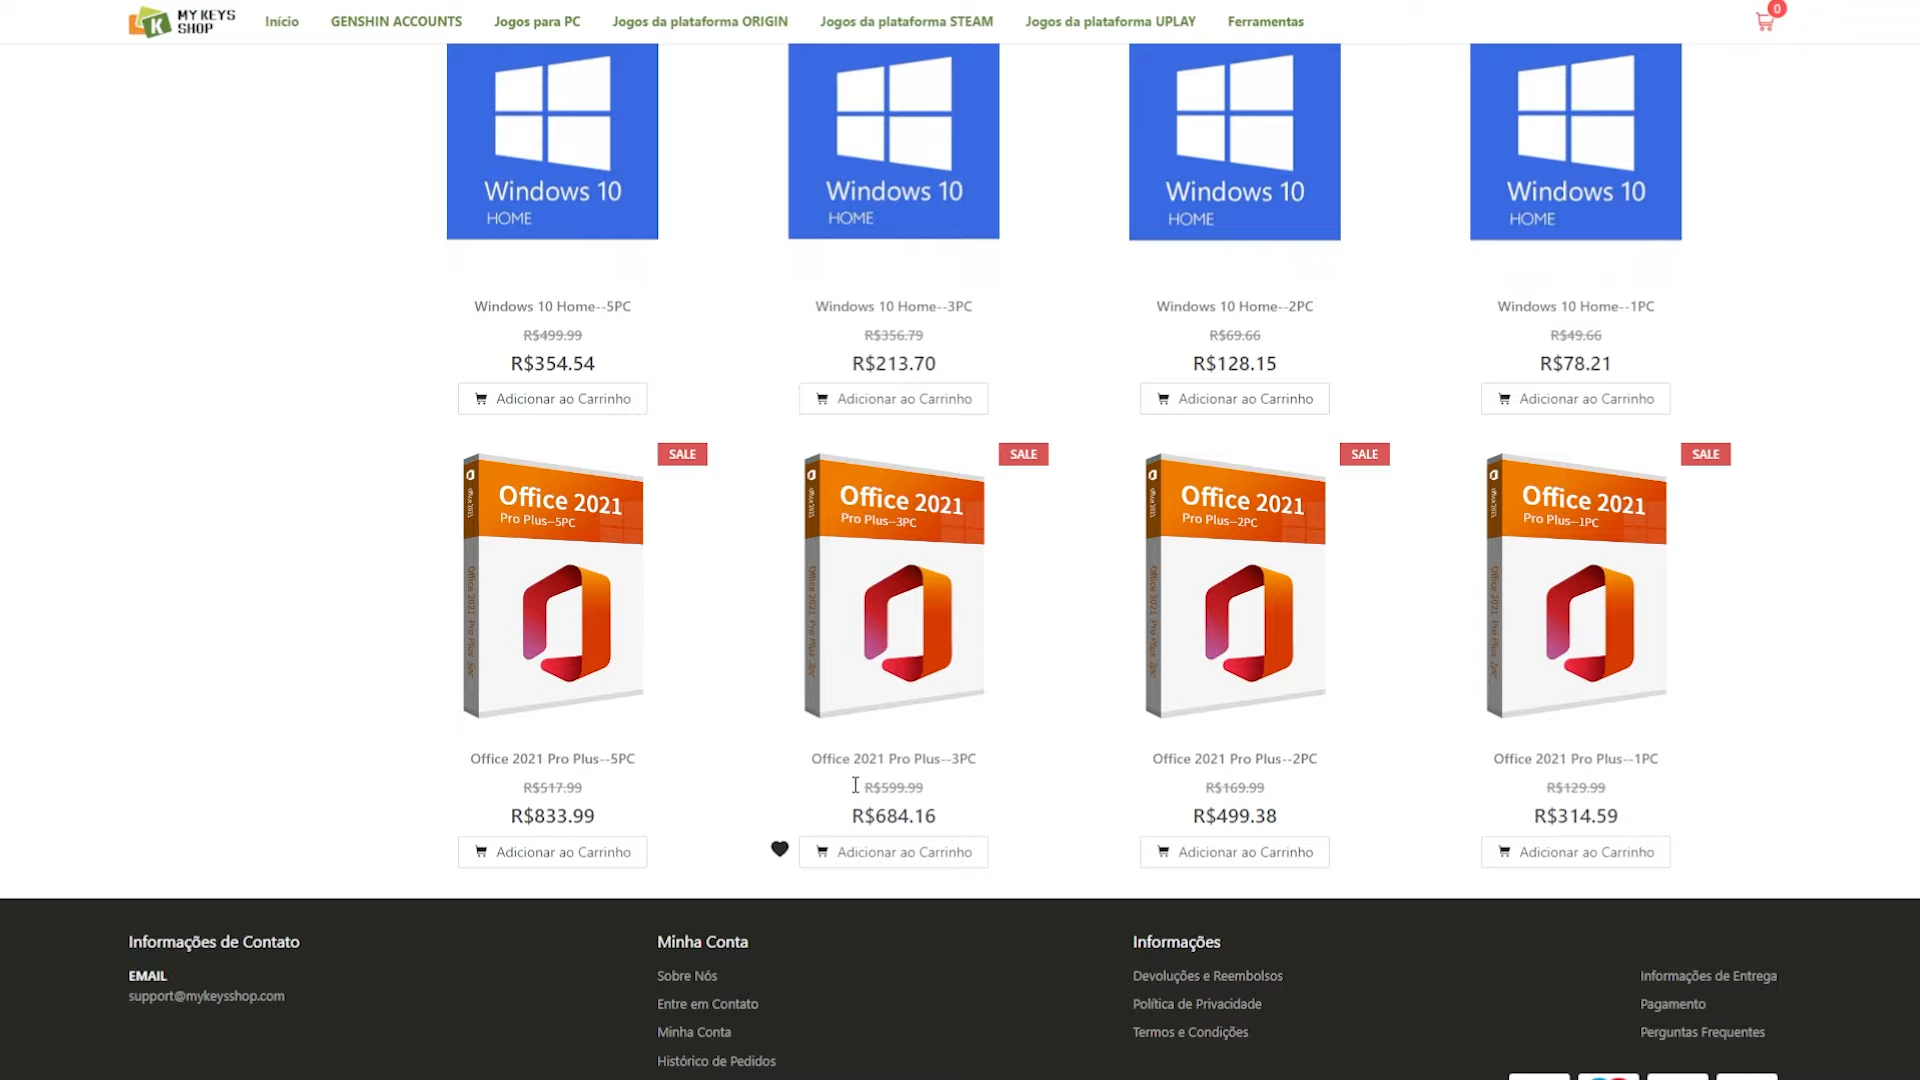 MY KEYS
SHOP
Início
GENSHIN ACCOUNTS
Jogos para PC
Jogos da plataforma ORIGIN
Jogos da plataforma STEAM
Jogos da plataforma UPLAY
Ferramentas
0
Windows 10
HOME
Windows 10
HOME
Windows 10
HOME
Windows 10
HOME
Windows 10 Home--5PC
R$499.99
R$354.54
Adicionar ao Carrinho
Windows 10 Home--3PC
R$356.79
R$213.70
Adicionar ao Carrinho
Windows 10 Home--2PC
R$69.66
R$128.15
Adicionar ao Carrinho
Windows 10 Home--1PC
R$49.66
R$78.21
Adicionar ao Carrinho
SALE
Office 2021
Pro Plus--5PC
Office 2021 Pro Plus--5PC
R$517.99
R$833.99
Adicionar ao Carrinho
SALE
Office 2021
Pro Plus--3PC
Office 2021 Pro Plus--3PC
R$599.99
R$684.16
Adicionar ao Carrinho
SALE
Office 2021
Pro Plus--2PC
Office 2021 Pro Plus--2PC
R$169.99
R$499.38
Adicionar ao Carrinho
SALE
Office 2021
Pro Plus--1PC
Office 2021 Pro Plus--1PC
R$129.99
R$314.59
Adicionar ao Carrinho
Informações de Contato
EMAIL
support@mykeysshop.com
Minha Conta
Sobre Nós
Entre em Contato
Minha Conta
Histórico de Pedidos
Informações
Devoluções e Reembolsos
Política de Privacidade
Termos e Condições
Informações de Entrega
Pagamento
Perguntas Frequentes